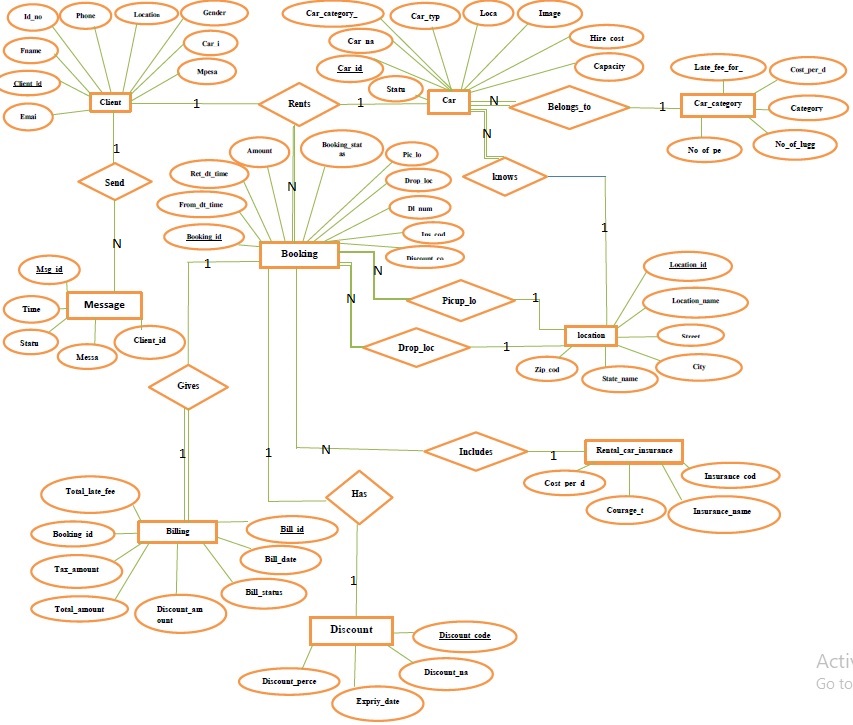 Id_no
Phone
Location
Gender
Fname
Car i
Client_id
Mpesa
Emai
Client
Car_category_
Car_typ
Loca
Image
Car_na
Hire_cost
Car_id
Capacity
Statu
Car
Rents
Belongs_to
Late_fee_for_
Cost_per_d
Car_category
Category
No_of_pe
No_of_lugg
1
1
N
1
N
1
Send
N
knows
1
Amount
Booking_stat
as
Pic_lo
Ret_dt_time
Drop_loc
From_dt_time
Dl_num
Booking_id
Ins_cod
Discount_co
N
Booking
1
N
N
Msg_id
Message
Time
Statu
Messa
Client_id
Picup_lo
1
Drop_loc
1
Location_id
Location_name
location
Street
City
Zip_cod
State_name
Gives
1
1
N
Includes
1
Rental_car_insurance
Cost_per_d
Courage_t
Insurance_cod
Insurance_name
Has
1
Total_late_fee
Booking_id
Billing
Bill_id
Tax_amount
Bill_date
Total_amount
Discount_am
ount
Bill_status
Discount
Discount_code
Discount_perce
Discount_na
Expriy_date
Activ
Go to